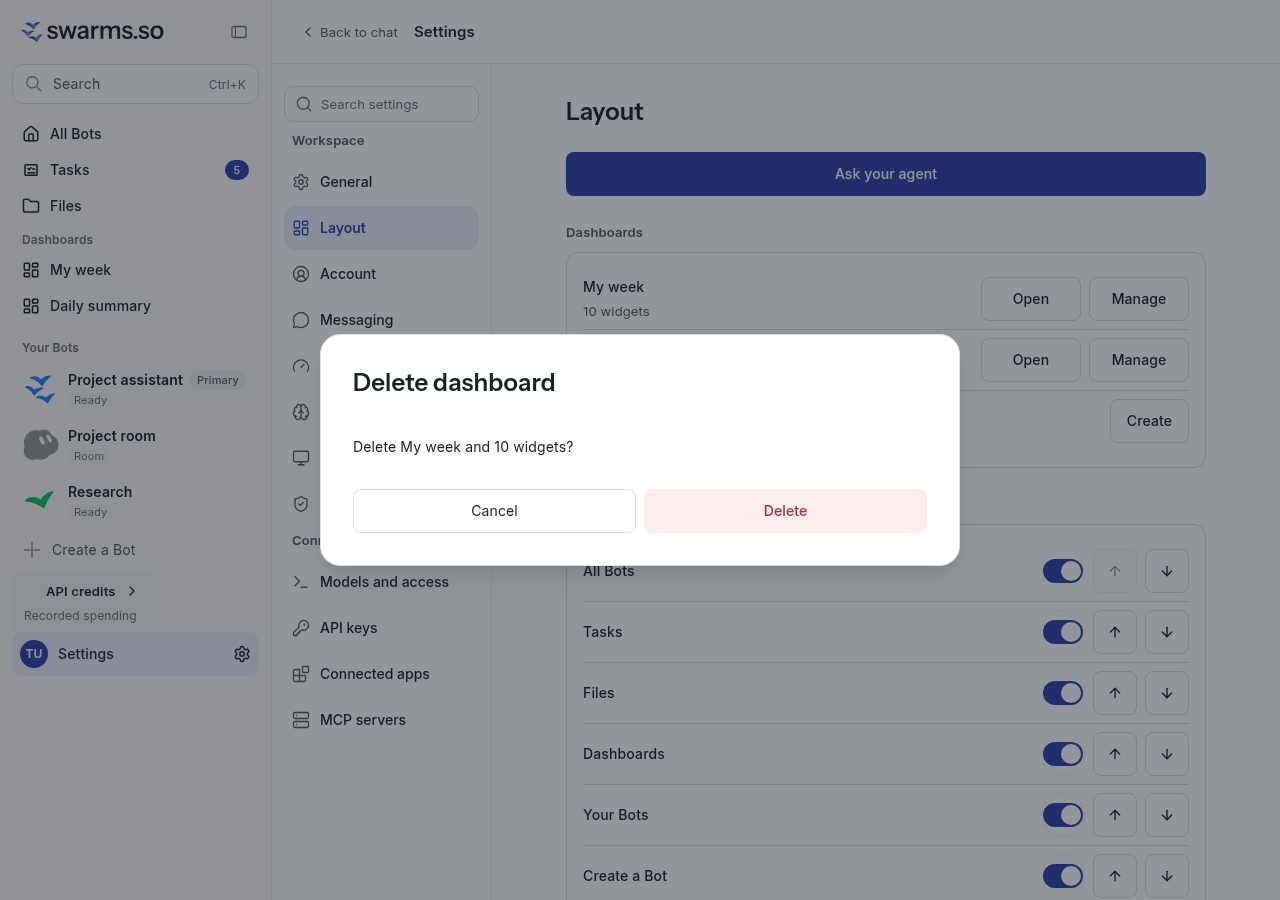 swarms.so
Search
Ctrl+K
All Bots
Tasks
5
Files
Dashboards
My week
Daily summary
Your Bots
Project assistant
Primary
Ready
Project room
Room
Research
Ready
Create a Bot
API credits
Recorded spending
TU
Settings
Back to chat
Settings
Search settings
Workspace
General
Layout
Account
Messaging
Models and access
API keys
Connected apps
MCP servers
Layout
Ask your agent
Dashboards
My week
10 widgets
Open
Manage
Open
Manage
Create
Delete dashboard
Delete My week and 10 widgets?
Cancel
Delete
All Bots
Tasks
Files
Dashboards
Your Bots
Create a Bot